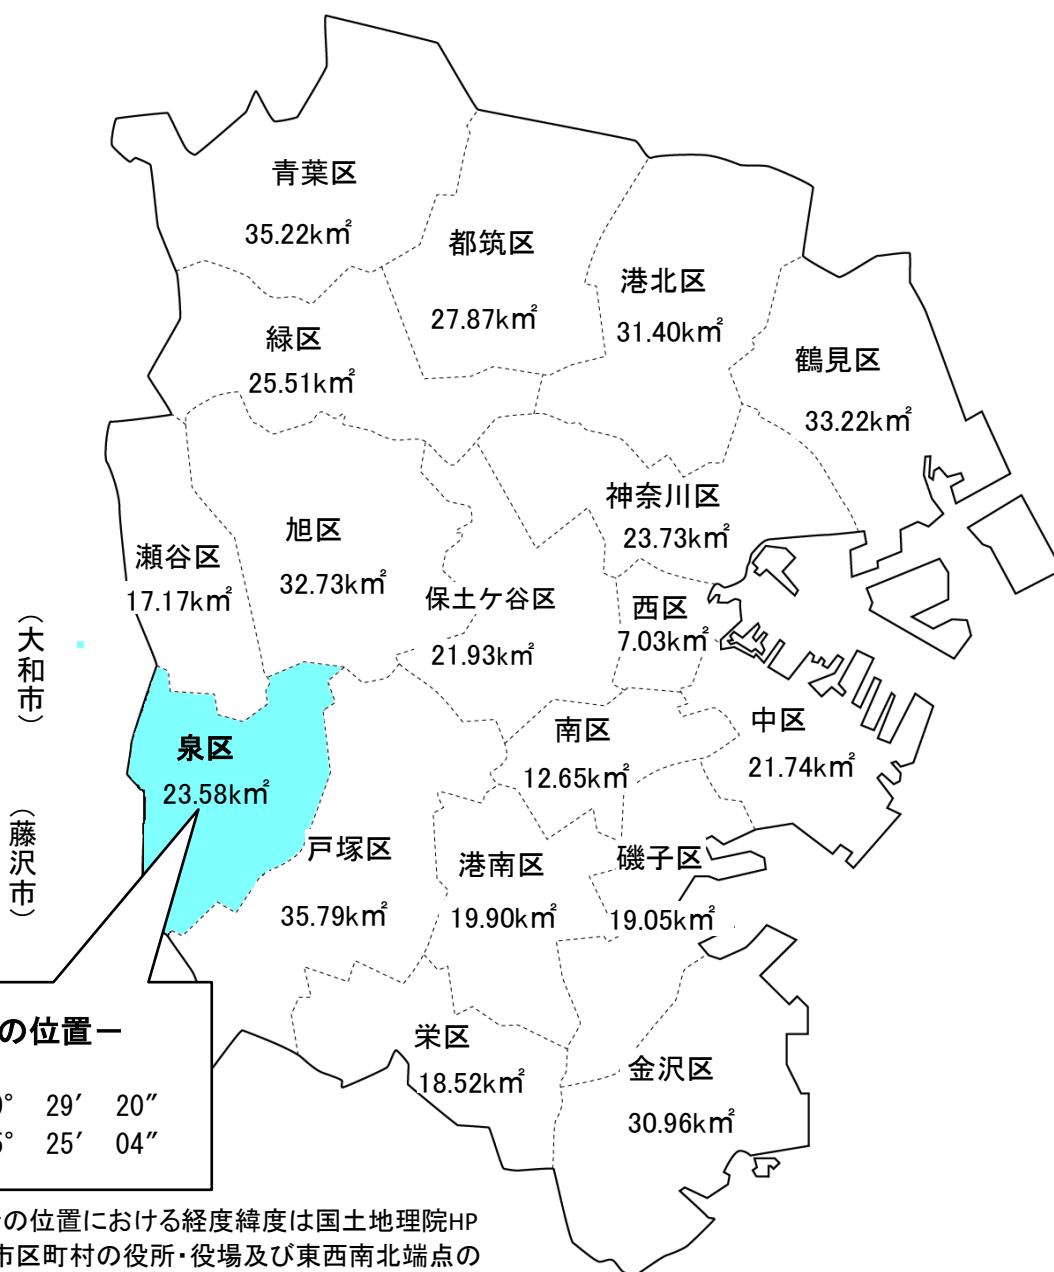 青葉区
35.22k㎡
都筑区
27.87k㎡
港北区
31.40k㎡
緑区
25.51k㎡
鶴見区
33.22k㎡
神奈川区
23.73k㎡
旭区
32.73k㎡
瀬谷区
17.17k㎡
保土ケ谷区
21.93k㎡
西区
7.03k㎡
(大和市)
泉区
23.58k㎡
南区
12.65k㎡
中区
21.74k㎡
(藤沢市)
戸塚区
35.79k㎡
港南区
19.90k㎡
磯子区
19.05k㎡
栄区
18.52k㎡
金沢区
30.96k㎡
の位置ー
° 29′ 20″
° 25′ 04″
の位置における経度緯度は国土地理院HP
市区町村の役所・役場及び東西南北端点の